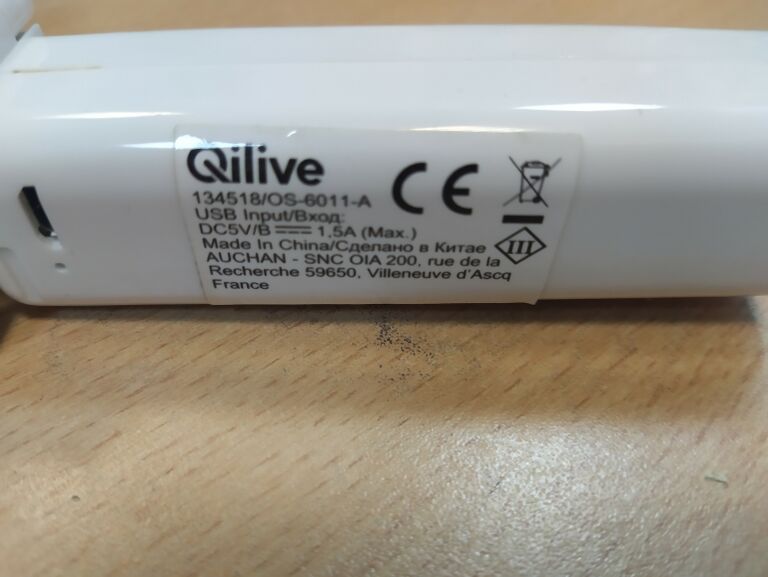 Qilive
134518/OS-6011-A
USB Input/Вход:
DC5V/В ⎓ 1,5A (Max.)
Made In China/Сделано в Китае
AUCHAN - SNC OIA 200, rue de la
Recherche 59650, Villeneuve d'Ascq
France
CE
III